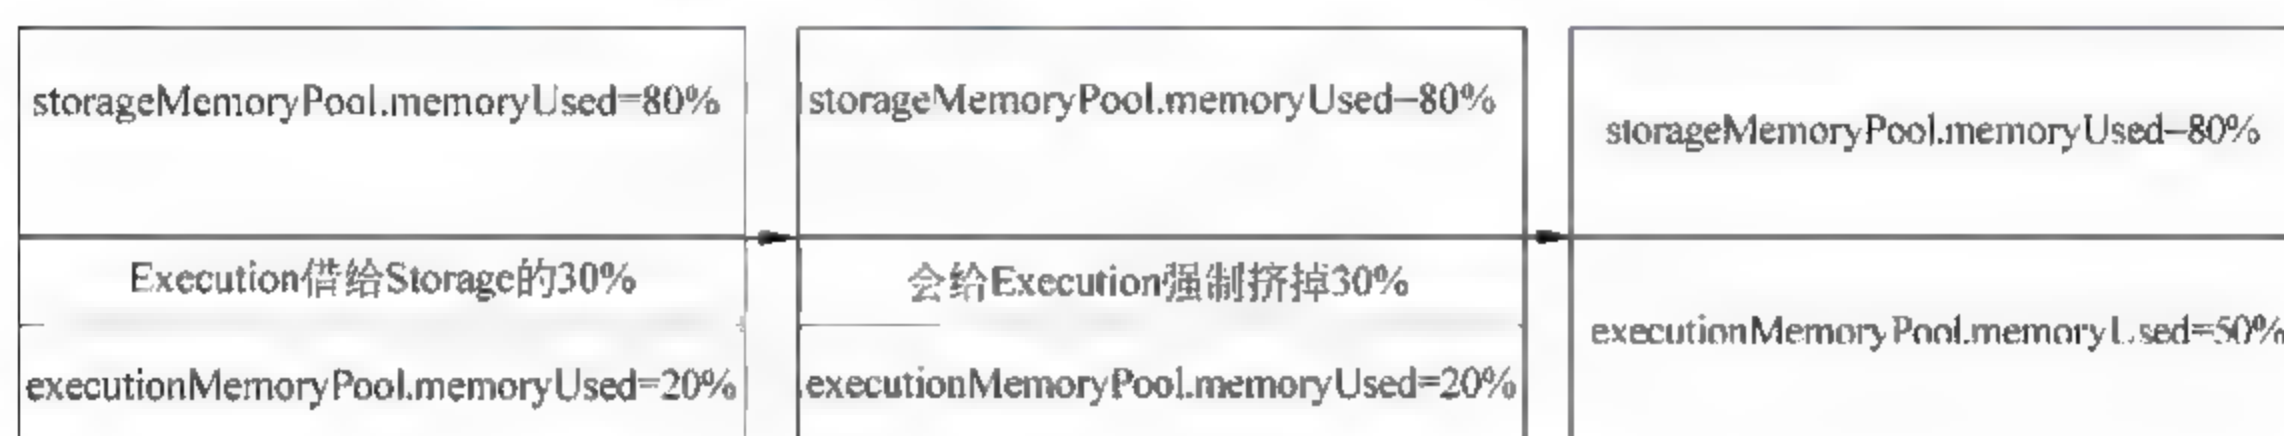 storageMemoryPool.memoryUsed=80%
Execution借给Storage的30%
executionMemoryPool.memoryUsed=20%
storageMemoryPool.memoryUsed=80%
会给Execution强制挤掉30%
executionMemoryPool.memoryUsed=20%
storageMemoryPool.memoryUsed=80%
executionMemoryPool.memoryUsed=50%